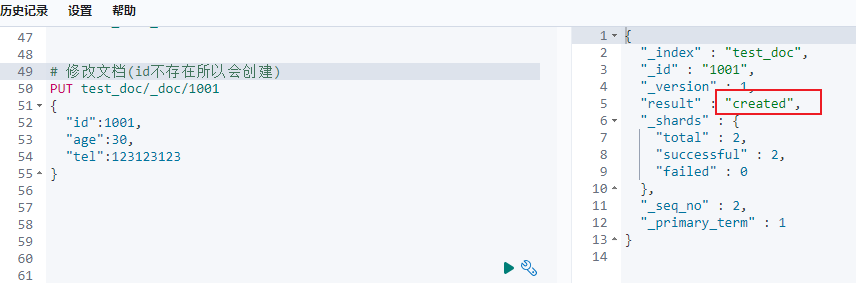 历史记录 设置 帮助
47
48
49 # 修改文档(id不存在所以会创建)
50 PUT test_doc/_doc/1001
51 {
52 "id":1001,
53 "age":30,
54 "tel":123123123
55 }
56
57
58
59
60
61
1 {
2 "_index" : "test_doc",
3 "_id" : "1001",
4 "_version" : 1,
5 "result" : "created",
6 "_shards" : {
7 "total" : 2,
8 "successful" : 2,
9 "failed" : 0
10 },
11 "_seq_no" : 2,
12 "_primary_term" : 1
13 }
14